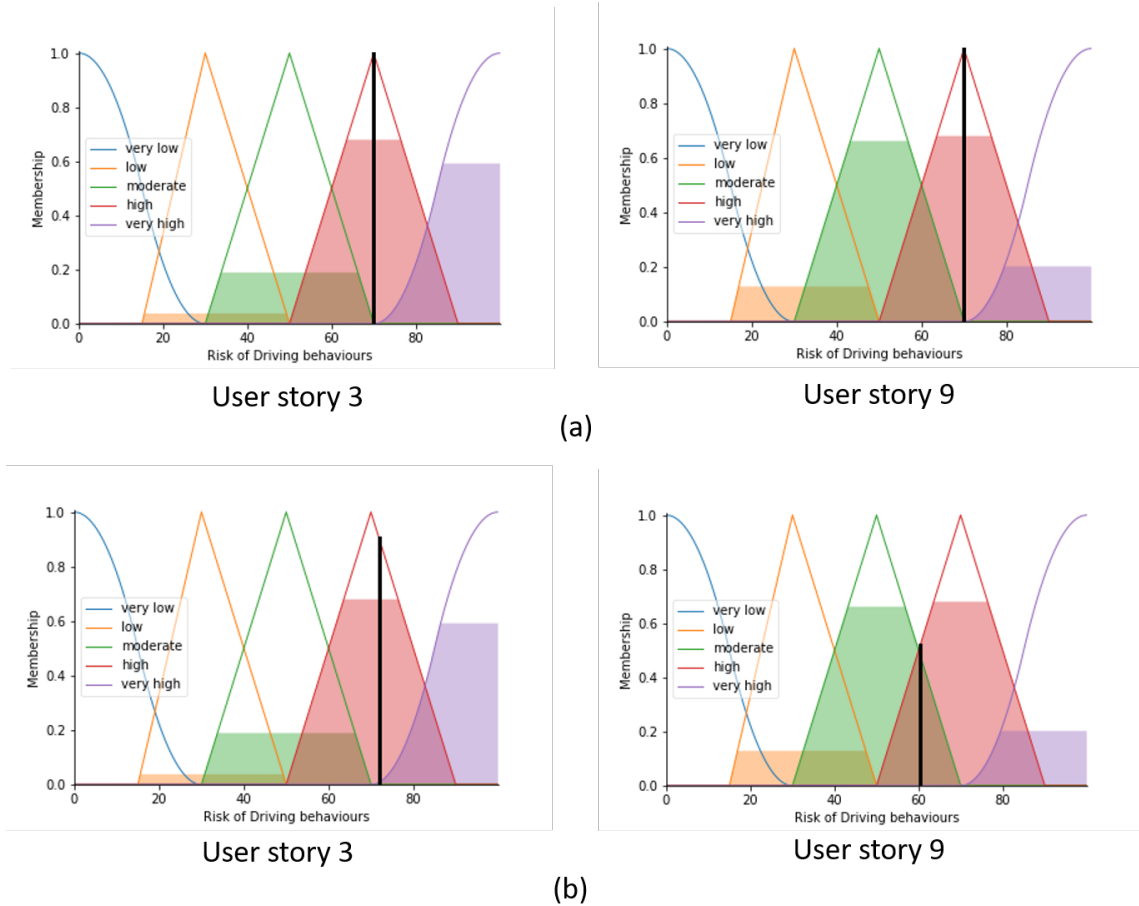 1.0
0.8
0.6
0.4
0.2
0.0
Membership
very low
low
moderate
high
very high
0 20 40 60 80
Risk of Driving behaviours
User story 3
1.0
0.8
0.6
0.4
0.2
0.0
Membership
very low
low
moderate
high
very high
0 20 40 60 80
Risk of Driving behaviours
User story 9
(a)
1.0
0.8
0.6
0.4
0.2
0.0
Membership
very low
low
moderate
high
very high
0 20 40 60 80
Risk of Driving behaviours
User story 3
1.0
0.8
0.6
0.4
0.2
0.0
Membership
very low
low
moderate
high
very high
0 20 40 60 80
Risk of Driving behaviours
User story 9
(b)